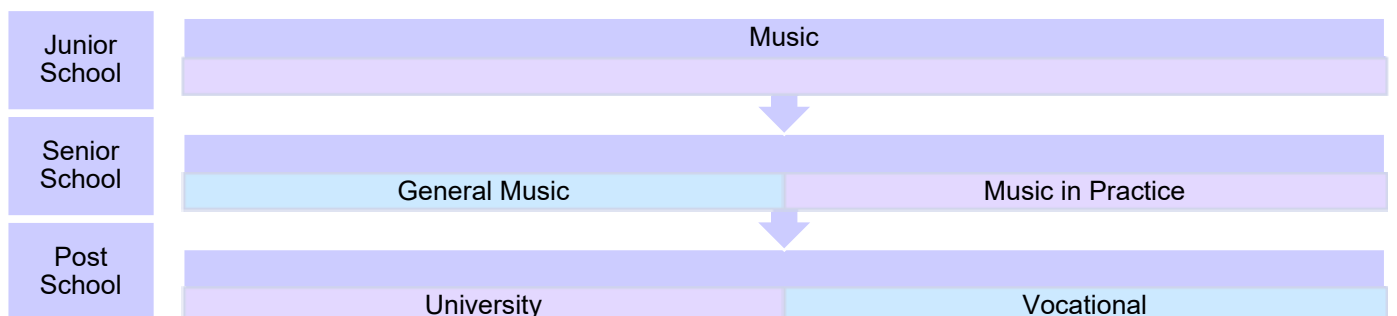 Junior
School
Music
Senior
School
General Music
Music in Practice
Post
School
University
Vocational